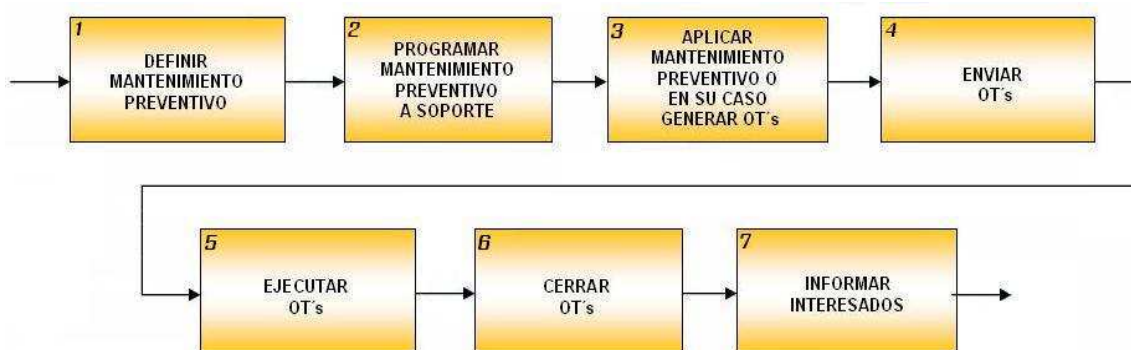 1
DEFINIR
MANTENIMIENTO
PREVENTIVO
2
PROGRAMAR
MANTENIMIENTO
PREVENTIVO
A SOPORTE
3
APLICAR
MANTENIMIENTO
PREVENTIVO O
EN SU CASO
GENERAR OT´s
4
ENVIAR
OT´s
5
EJECUTAR
OT´s
6
CERRAR
OT´s
7
INFORMAR
INTERESADOS